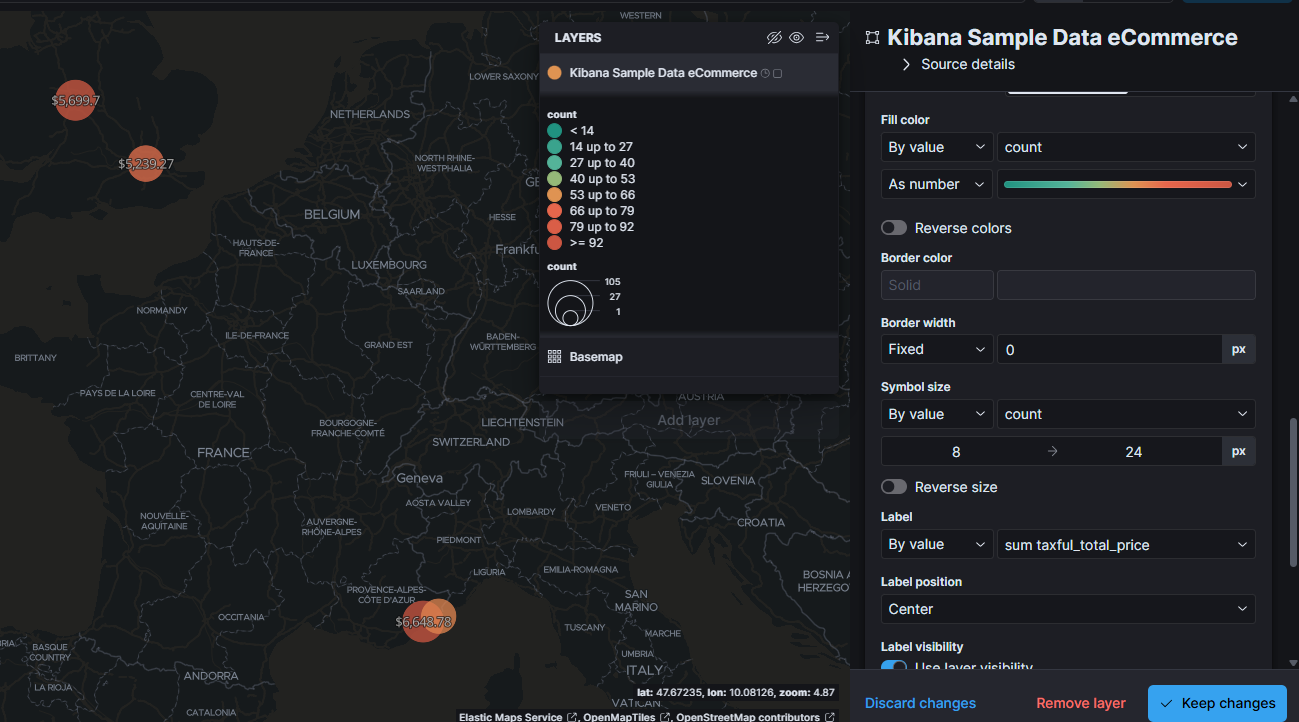 WESTERN
LOWER SAXONY
NETHERLANDS
NORTH RHINE-
WESTPHALIA
BELGIUM
HESSE
HAUTS-DE-
FRANCE
Frankfu
LUXEMBOURG
SAARLAND
NORMANDY
ILE-DE-FRANCE
GRAND EST
BADEN-
WÜRTTEMBERG
BRITTANY
PAYS DE LA LOIRE
CENTRE-VAL
DE LOIRE
BOURGOGNE-
FRANCHE-COMTÉ
LIECHTENSTEIN
AUSTRIA
SWITZERLAND
FRANCE
Geneva
AOSTA VALLEY
FRIULI – VENEZIA
GIULIA
SLOVENIA
LOMBARDY
VENETO
CROATIA
NOUVELLE-
AQUITAINE
AUVERGNE-
RHÔNE-ALPES
PIEDMONT
LIGURIA
EMILIA-ROMAGNA
BOSNIA A
HERZEGO
PROVENCE-ALPES-
CÔTE D'AZUR
SAN
MARINO
OCCITANIA
TUSCANY
MARCHE
BASQUE
COUNTRY
UMBRIA
ITALY
LA RIOJA
ANDORRA
CATALONIA
VATICAN
$5,699.7
$5,239.27
$6,648.78
LAYERS
Kibana Sample Data eCommerce
count
< 14
14 up to 27
27 up to 40
40 up to 53
53 up to 66
66 up to 79
79 up to 92
>= 92
count
105
27
1
Basemap
Add layer
lat: 47.67235, lon: 10.08126, zoom: 4.87
Elastic Maps Service , OpenMapTiles , OpenStreetMap contributors
Kibana Sample Data eCommerce
Source details
Fill color
By value count
As number
Reverse colors
Border color
Solid
Border width
Fixed 0 px
Symbol size
By value count
8 → 24 px
Reverse size
Label
By value sum taxful_total_price
Label position
Center
Label visibility
Use layer visibility
Discard changes Remove layer Keep changes